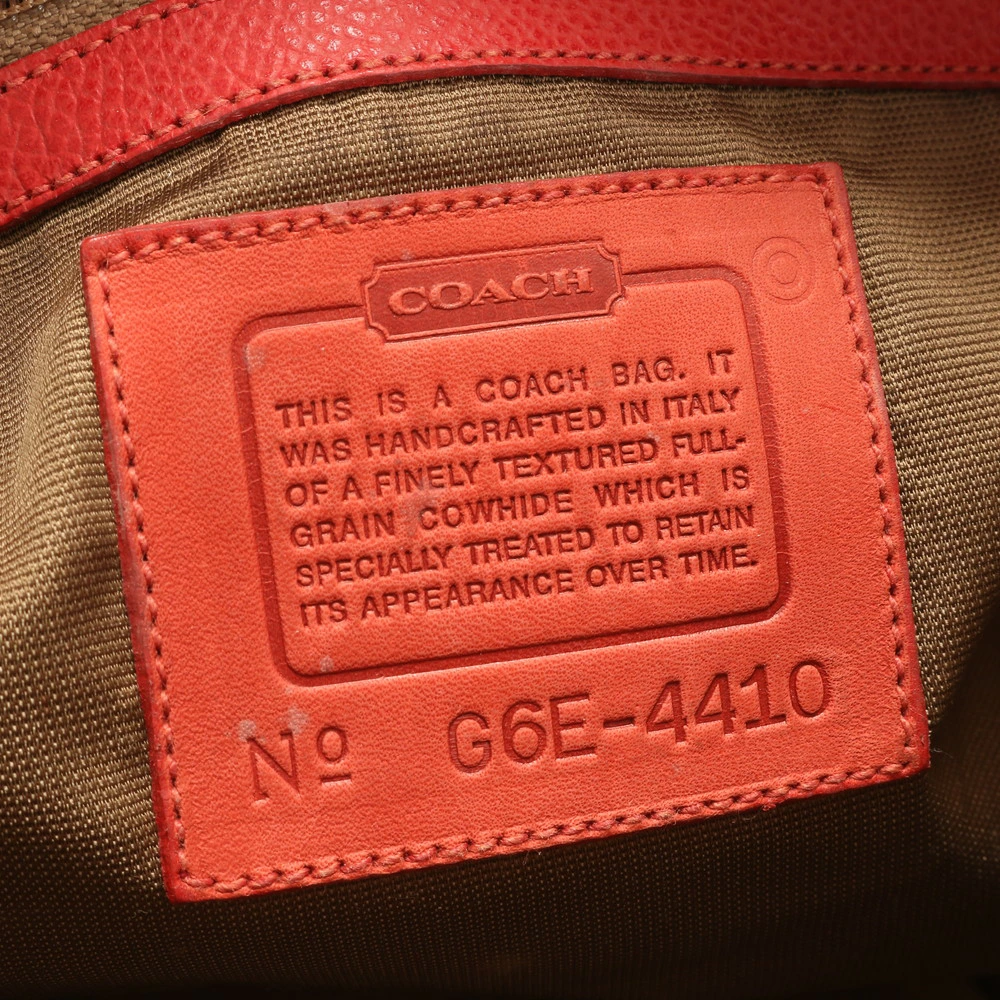 COACH
THIS IS A COACH BAG. IT
WAS HANDCRAFTED IN ITALY
OF A FINELY TEXTURED FULL-
GRAIN COWHIDE WHICH IS
SPECIALLY TREATED TO RETAIN
ITS APPEARANCE OVER TIME.
Nº G6E-4410